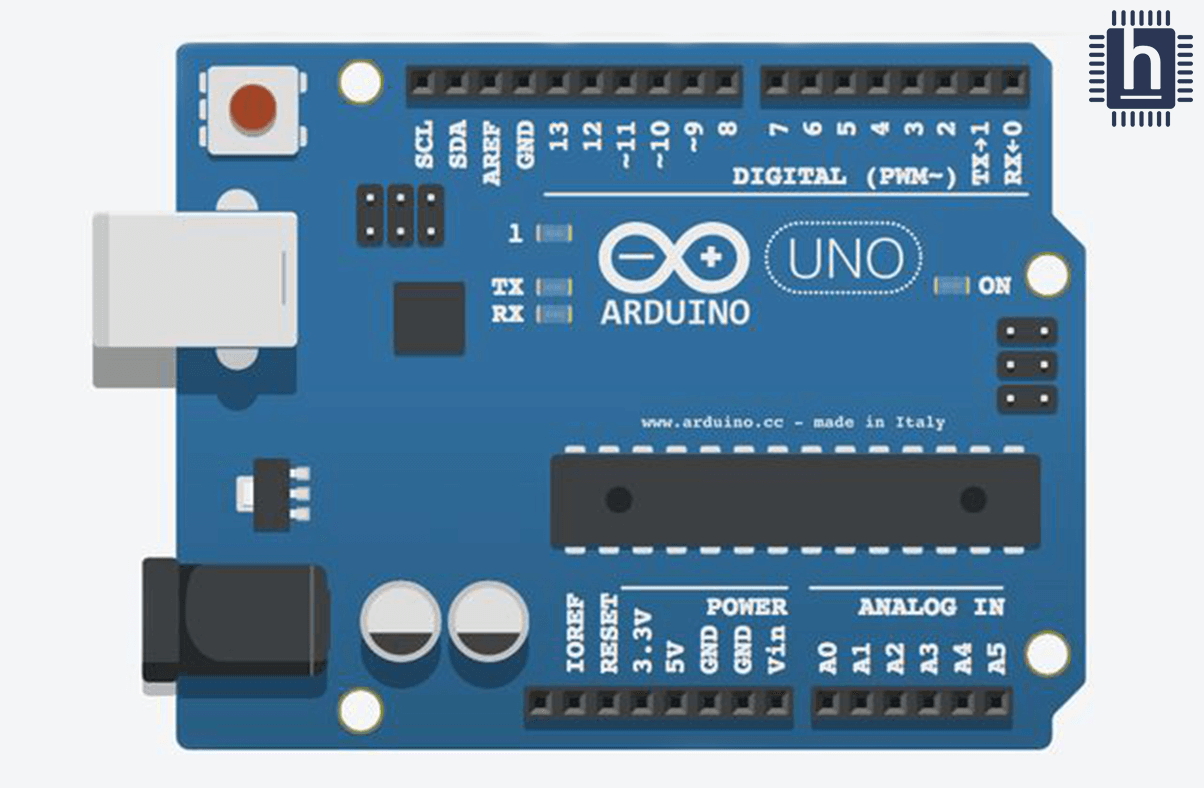 h
SCL
SDA
AREF
GND
13
12
~11
~10
~9
8
7
6
5
4
3
2
TX→1
RX←0
DIGITAL (PWM~)
1
TX
RX
ARDUINO
UNO
ON
www.arduino.cc - made in Italy
POWER
ANALOG IN
IOREF
RESET
3.3V
5V
GND
GND
Vin
A0
A1
A2
A3
A4
A5